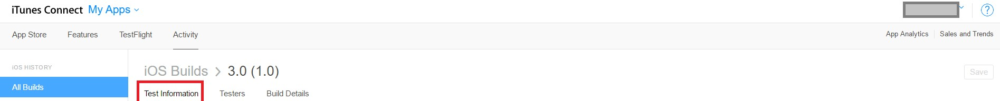 iTunes Connect My Apps
?
App Store Features TestFlight Activity App Analytics Sales and Trends
iOS HISTORY
All Builds
iOS Builds > 3.0 (1.0)
Save
Test Information Testers Build Details